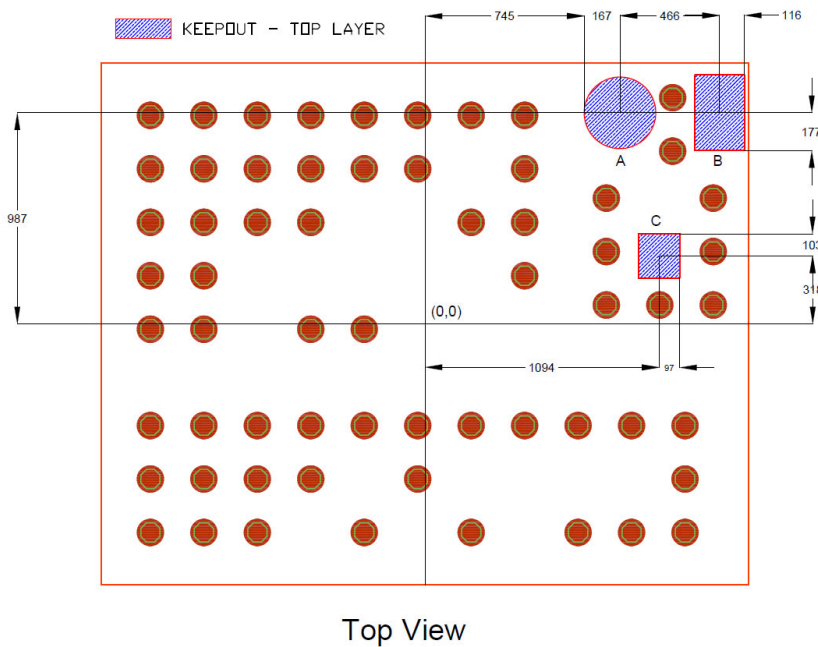 745 167 466 116
KEEPOUT - TOP LAYER
177
A B
987
C
103
318
(0,0)
1094 97
Top View